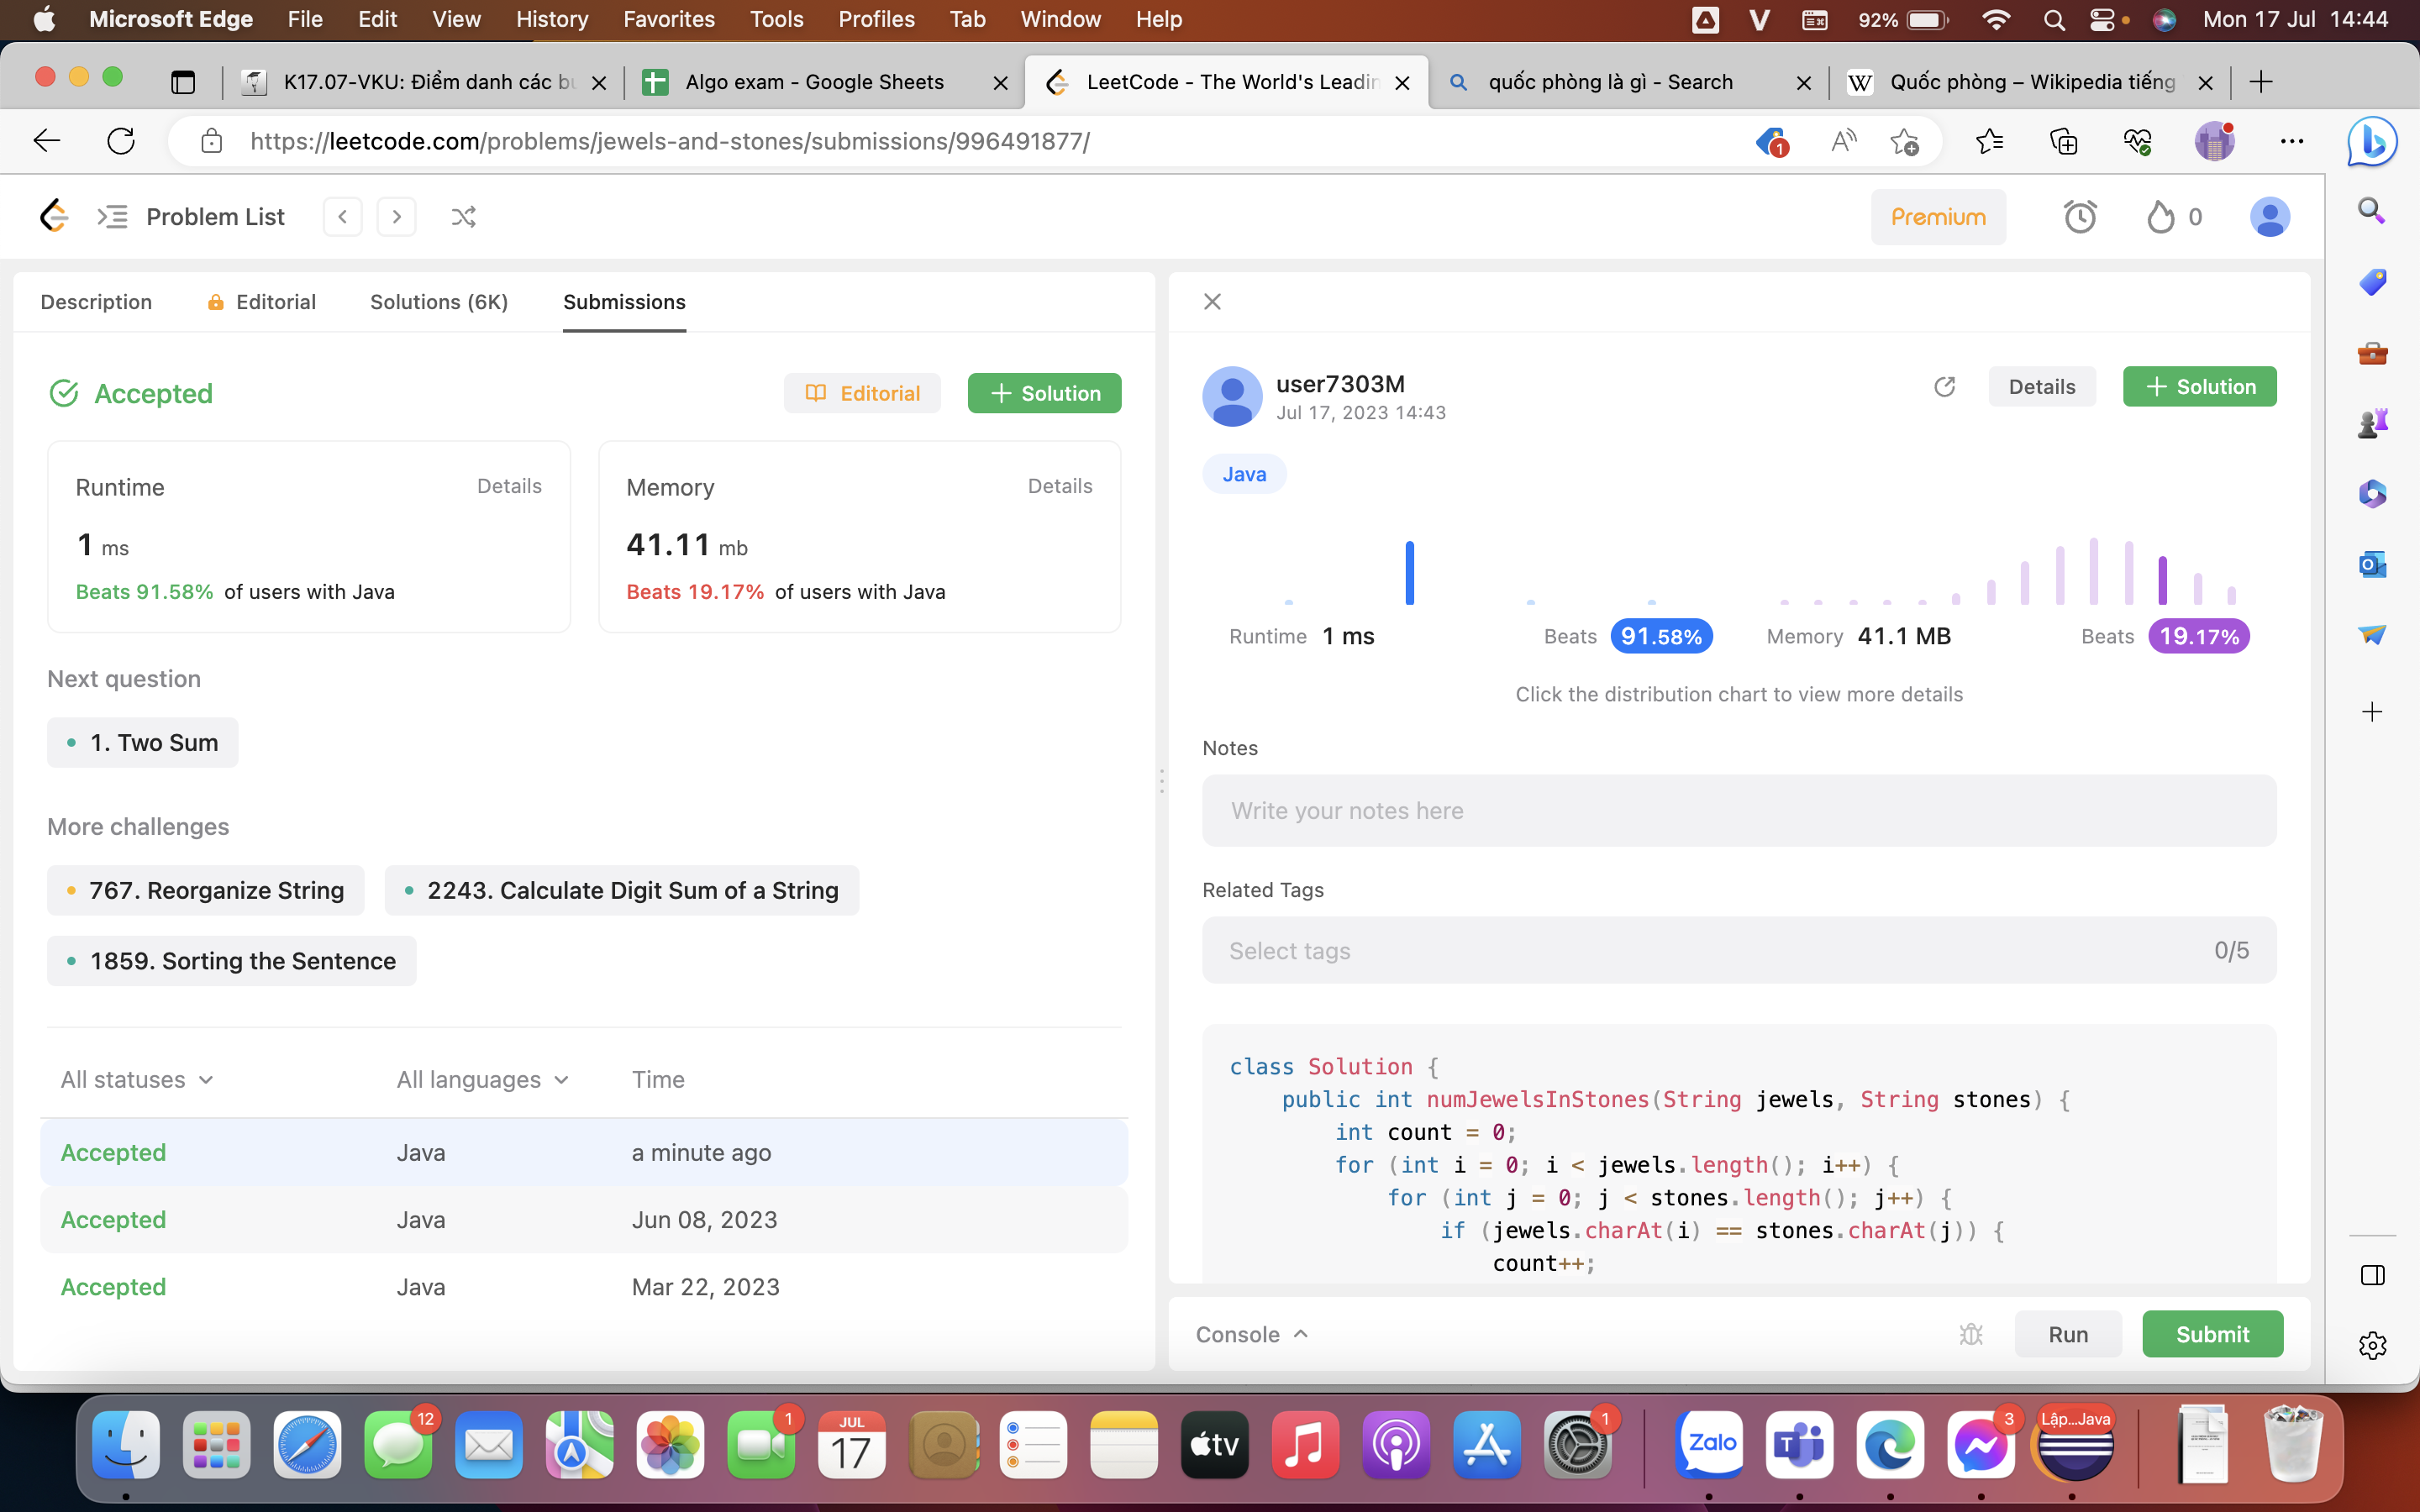 Microsoft Edge File Edit View History Favorites Tools Profiles Tab Window Help 92% Mon 17 Jul 14:44
K17.07-VKU: Điểm danh các bu Algo exam - Google Sheets LeetCode - The World's Leadin quốc phòng là gì - Search Quốc phòng – Wikipedia tiếng
https://leetcode.com/problems/jewels-and-stones/submissions/996491877/
1
Problem List Premium 0
Description Editorial Solutions (6K) Submissions
Accepted Editorial + Solution
Runtime Details
1 ms
Beats 91.58% of users with Java
Memory Details
41.11 mb
Beats 19.17% of users with Java
Next question
1. Two Sum
More challenges
767. Reorganize String 2243. Calculate Digit Sum of a String
1859. Sorting the Sentence
All statuses All languages Time
Accepted Java a minute ago
Accepted Java Jun 08, 2023
Accepted Java Mar 22, 2023
user7303M Details + Solution
Jul 17, 2023 14:43
Java
Runtime 1 ms Beats 91.58% Memory 41.1 MB Beats 19.17%
Click the distribution chart to view more details
Notes
Write your notes here
Related Tags
Select tags 0/5
class Solution {
public int numJewelsInStones(String jewels, String stones) {
int count = 0;
for (int i = 0; i < jewels.length(); i++) {
for (int j = 0; j < stones.length(); j++) {
if (jewels.charAt(i) == stones.charAt(j)) {
count++;
Console Run Submit
12 1 JUL 1 3 Lập...Java
17 tv Zalo T